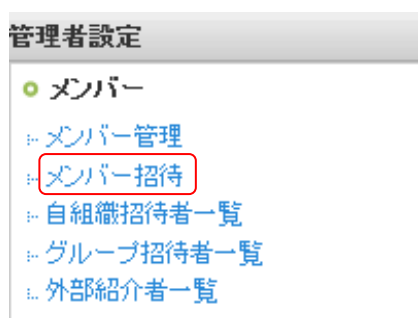 管理者設定
メンバー
メンバー管理
メンバー招待
自組織招待者一覧
グループ招待者一覧
外部紹介者一覧